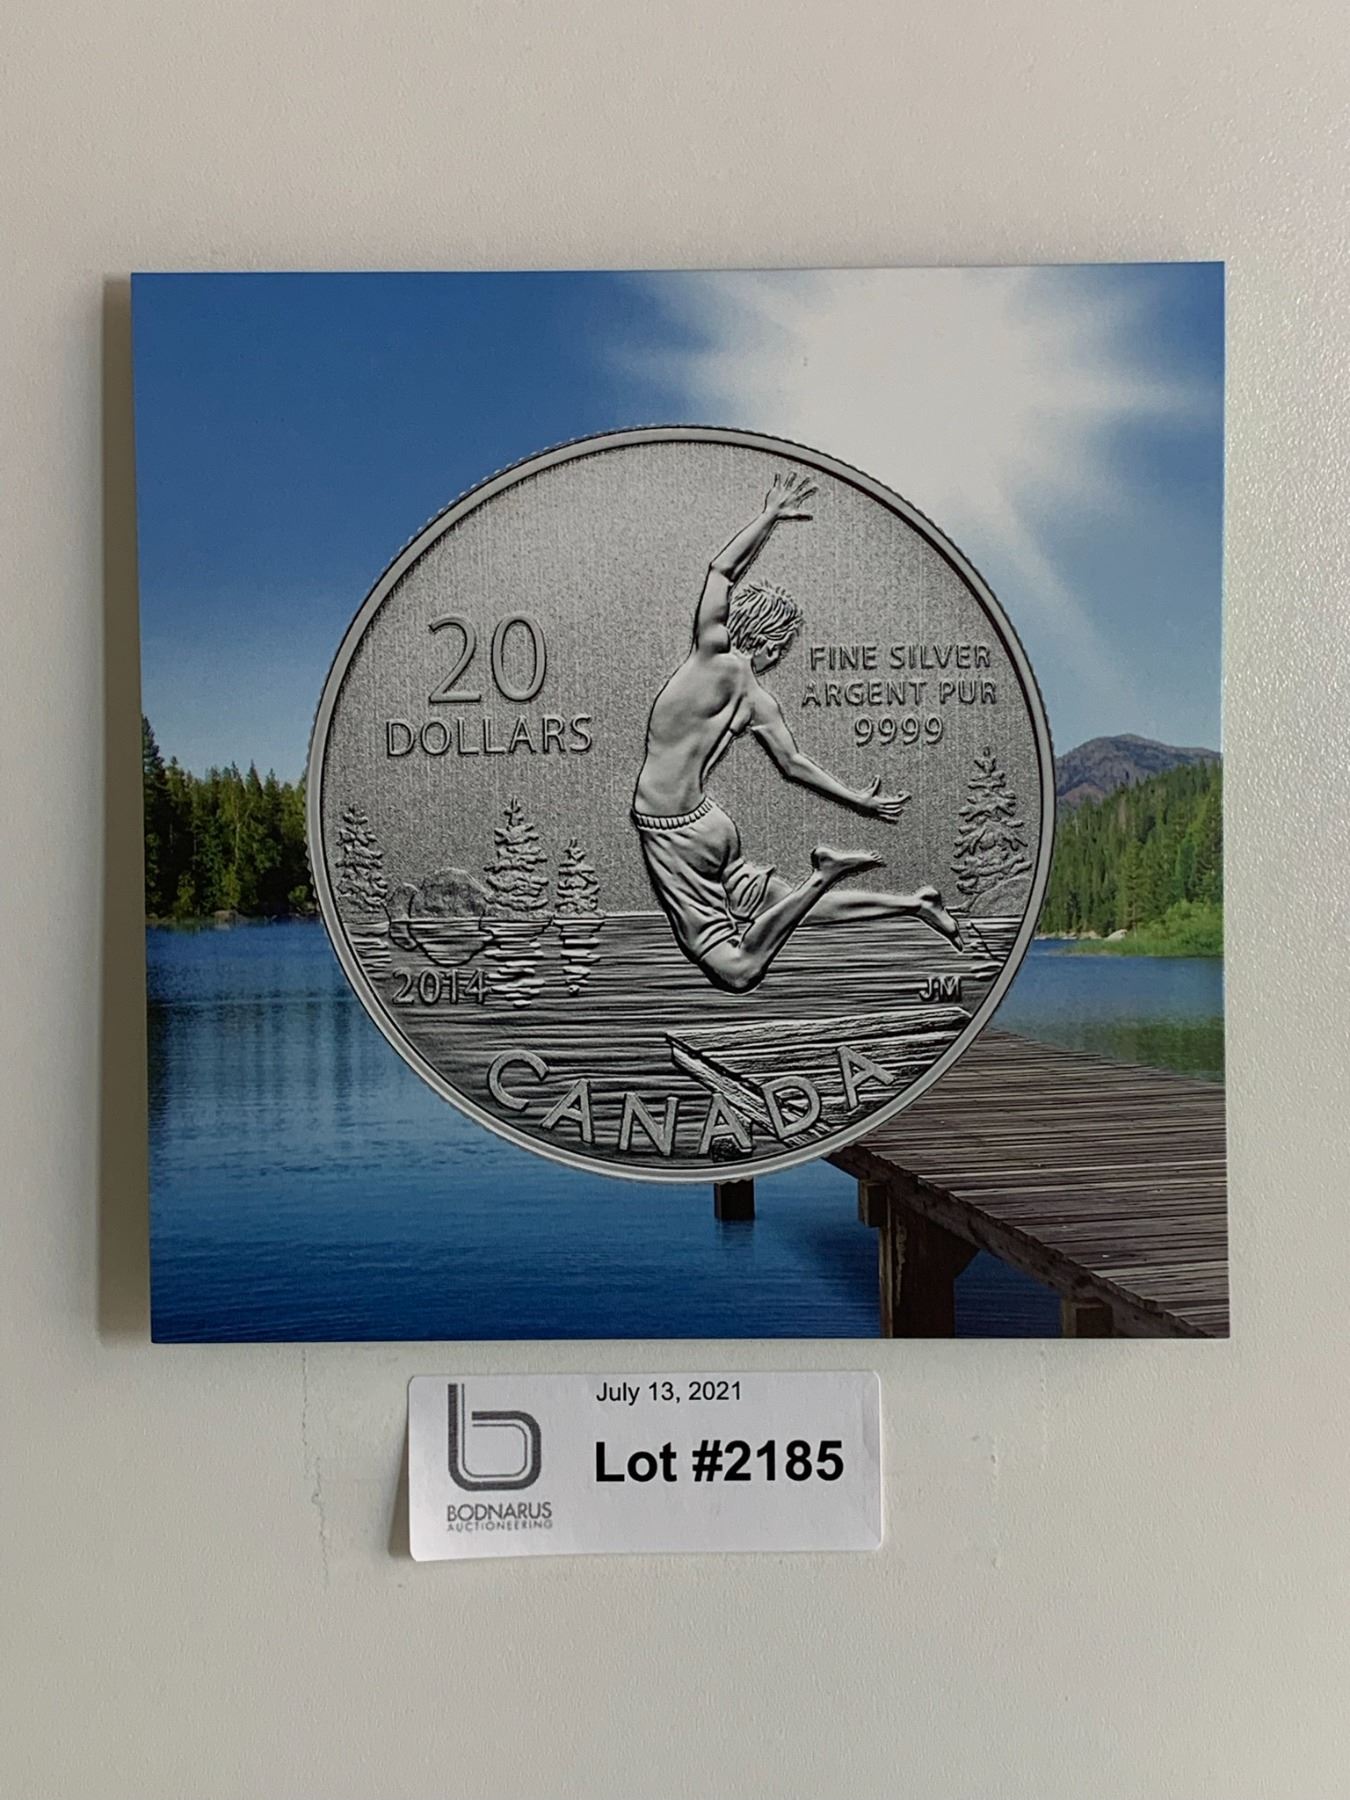 20
DOLLARS
FINE SILVER
ARGENT PUR
9999
2014
JM
CANADA
July 13, 2021
Lot #2185
BODNARUS
AUCTIONEERING